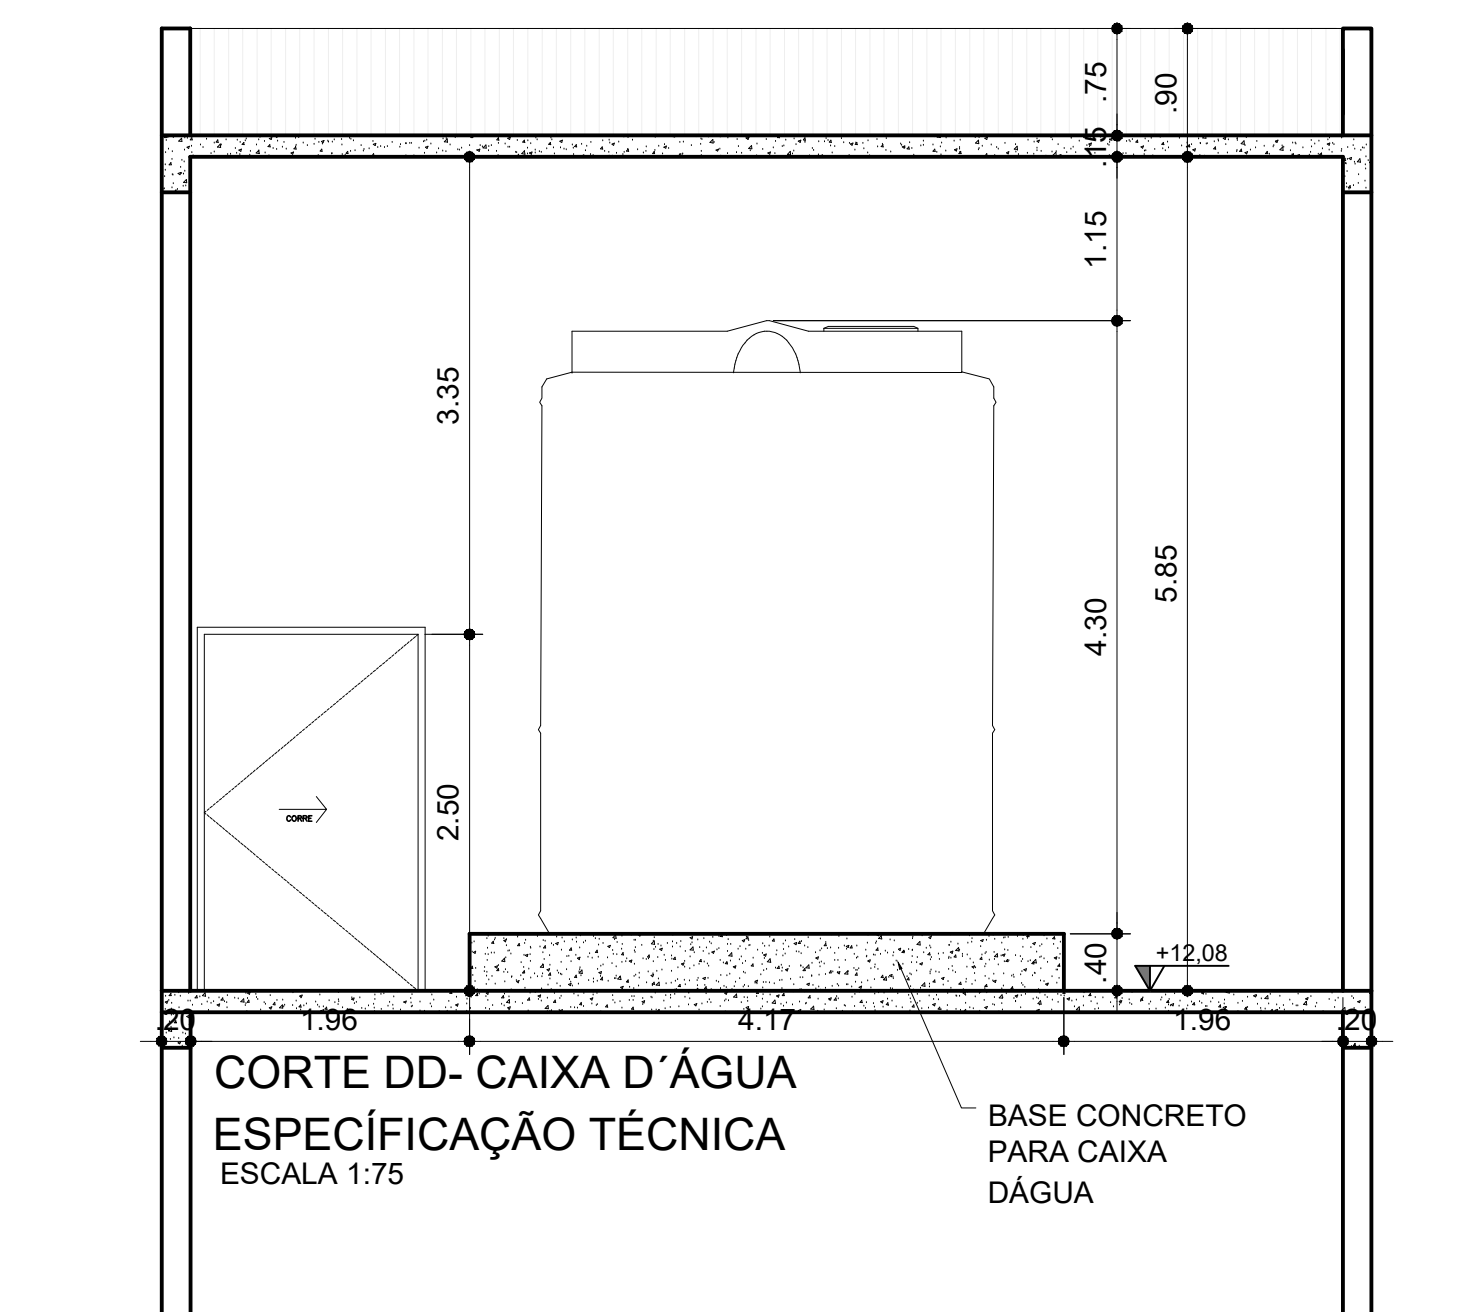 .75
.90
.15
1.15
3.35
5.85
4.30
2.50
CORRE
.40
+12,08
.20
1.96
4.17
1.96
.20
CORTE DD- CAIXA D´ÁGUA
ESPECÍFICAÇÃO TÉCNICA
ESCALA 1:75
BASE CONCRETO
PARA CAIXA
DÁGUA